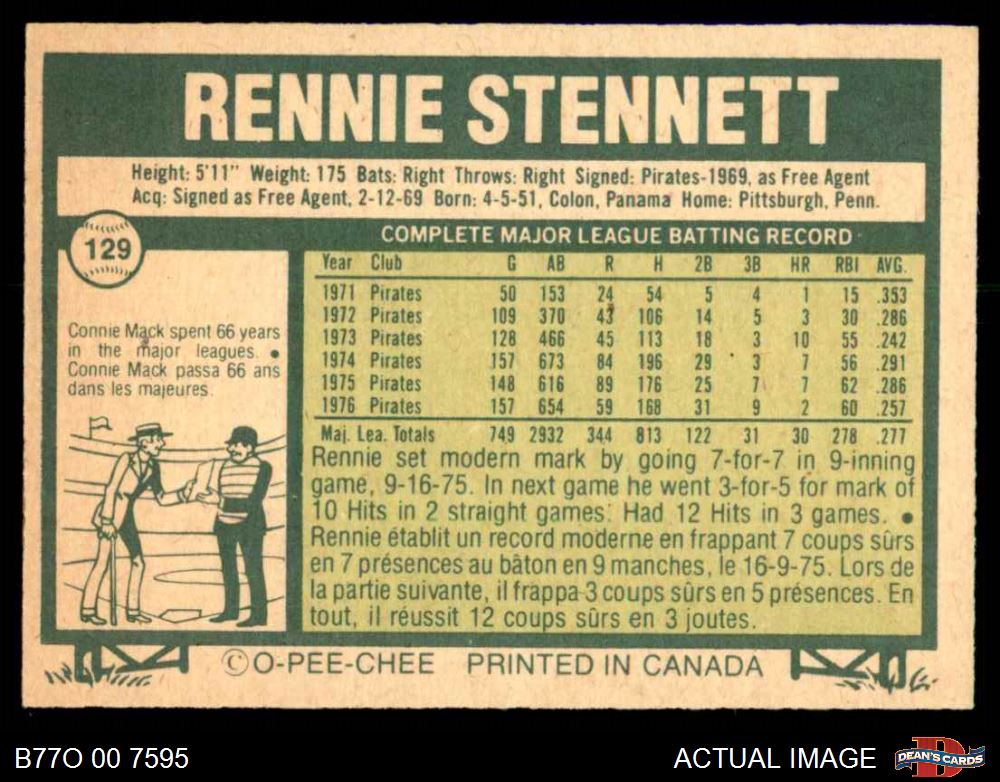 RENNIE STENNETT
Height: 5'11" Weight: 175 Bats: Right Throws: Right Signed: Pirates-1969, as Free Agent
Acq: Signed as Free Agent, 2-12-69 Born: 4-5-51, Colon, Panama Home: Pittsburgh, Penn.
129
Connie Mack spent 66 years
in the major leagues. •
Connie Mack passa 66 ans
dans les majeures.
COMPLETE MAJOR LEAGUE BATTING RECORD
Year Club G AB R H 2B 3B HR RBI AVG.
1971 Pirates 50 153 24 54 5 4 1 15 .353
1972 Pirates 109 370 43 106 14 5 3 30 .286
1973 Pirates 128 466 45 113 18 3 10 55 .242
1974 Pirates 157 673 84 196 29 3 7 56 .291
1975 Pirates 148 616 89 176 25 7 7 62 .286
1976 Pirates 157 654 59 168 31 9 2 60 .257
Maj. Lea. Totals 749 2932 344 813 122 31 30 278 .277
Rennie set modern mark by going 7-for-7 in 9-inning
game, 9-16-75. In next game he went 3-for-5 for mark of
10 Hits in 2 straight games. Had 12 Hits in 3 games. •
Rennie établit un record moderne en frappant 7 coups sûrs
en 7 présences au bâton en 9 manches, le 16-9-75. Lors de
la partie suivante, il frappa 3 coups sûrs en 5 présences. En
tout, il réussit 12 coups sûrs en 3 joutes.
© O-PEE-CHEE PRINTED IN CANADA
B77O 00 7595
ACTUAL IMAGE
D
DEAN'S CARDS